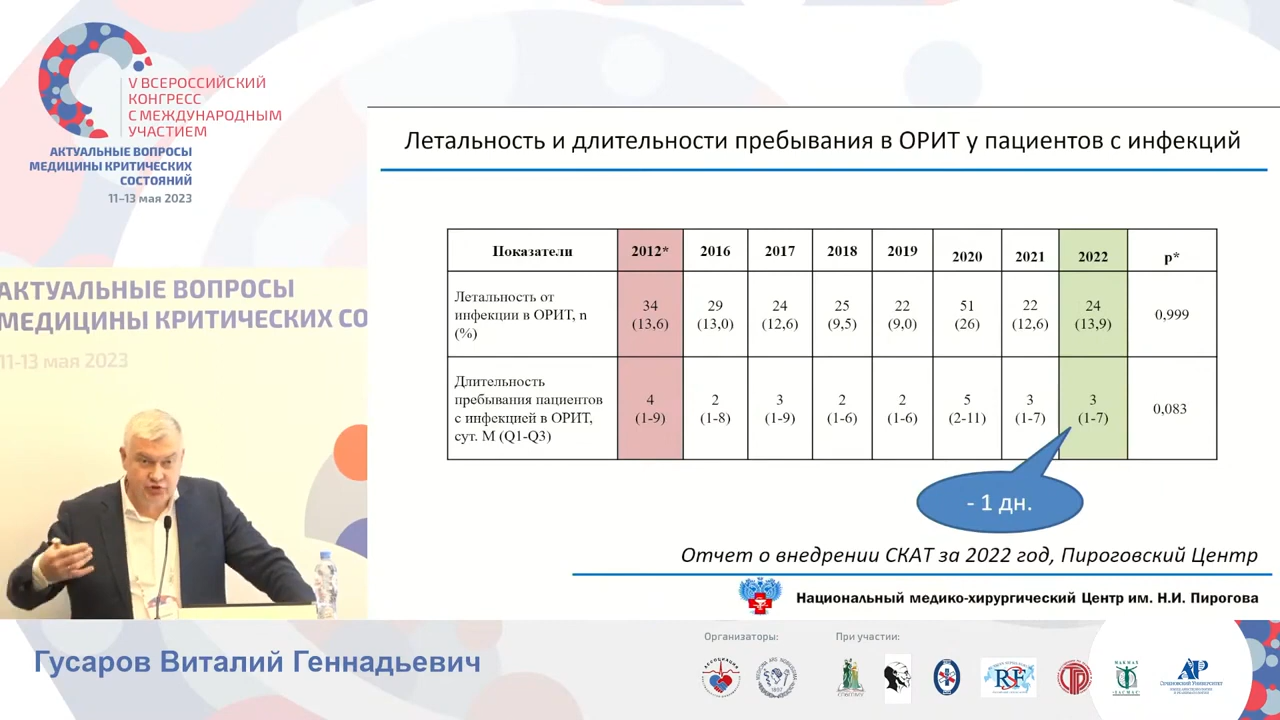 V ВСЕРОССИЙСКИЙ
КОНГРЕСС
С МЕЖДУНАРОДНЫМ
УЧАСТИЕМ
АКТУАЛЬНЫЕ ВОПРОСЫ
МЕДИЦИНЫ КРИТИЧЕСКИХ
СОСТОЯНИЙ
11–13 мая 2023
АКТУАЛЬНЫЕ ВОПРОСЫ
МЕДИЦИНЫ КРИТИЧЕСКИХ СО
11-13 мая 2023
Летальность и длительности пребывания в ОРИТ у пациентов с инфекций
Показатели 2012* 2016 2017 2018 2019 2020 2021 2022 p*
Летальность от инфекции в ОРИТ, n (%) 34 (13,6) 29 (13,0) 24 (12,6) 25 (9,5) 22 (9,0) 51 (26) 22 (12,6) 24 (13,9) 0,999
Длительность пребывания пациентов с инфекцией в ОРИТ, сут. M (Q1-Q3) 4 (1-9) 2 (1-8) 3 (1-9) 2 (1-6) 2 (1-6) 5 (2-11) 3 (1-7) 3 (1-7) 0,083
- 1 дн.
Отчет о внедрении СКАТ за 2022 год, Пироговский Центр
Национальный медико-хирургический Центр им. Н.И. Пирогова
Гусаров Виталий Геннадьевич
Организаторы:
При участии: